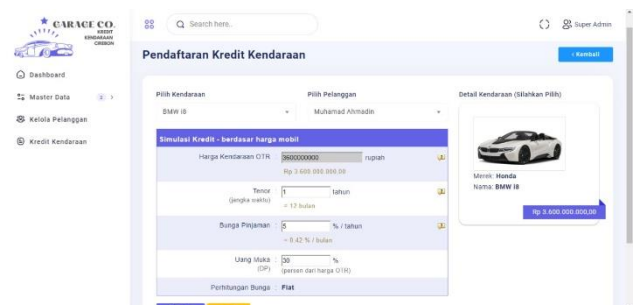 GARAGE CO.
KREDIT
KENDARAAN
CIREBON
Search here..
Super Admin
Pendaftaran Kredit Kendaraan
‹ Kembali
Dashboard
Master Data
Kelola Pelanggan
Kredit Kendaraan
Pilih Kendaraan
Pilih Pelanggan
Detail Kendaraan (Silahkan Pilih)
BMW I8
Muhamad Ahmadin
Simulasi Kredit - berdasar harga mobil
Harga Kendaraan OTR : 3600000000 rupiah
Rp 3.600.000.000,00
Tenor : 1 tahun
(jangka waktu)
= 12 bulan
Bunga Pinjaman : 5 % / tahun
= 0.42 % / bulan
Uang Muka : 30 %
(DP) (persen dari harga OTR)
Perhitungan Bunga : Flat
Merek: Honda
Nama: BMW I8
Rp 3.600.000.000,00